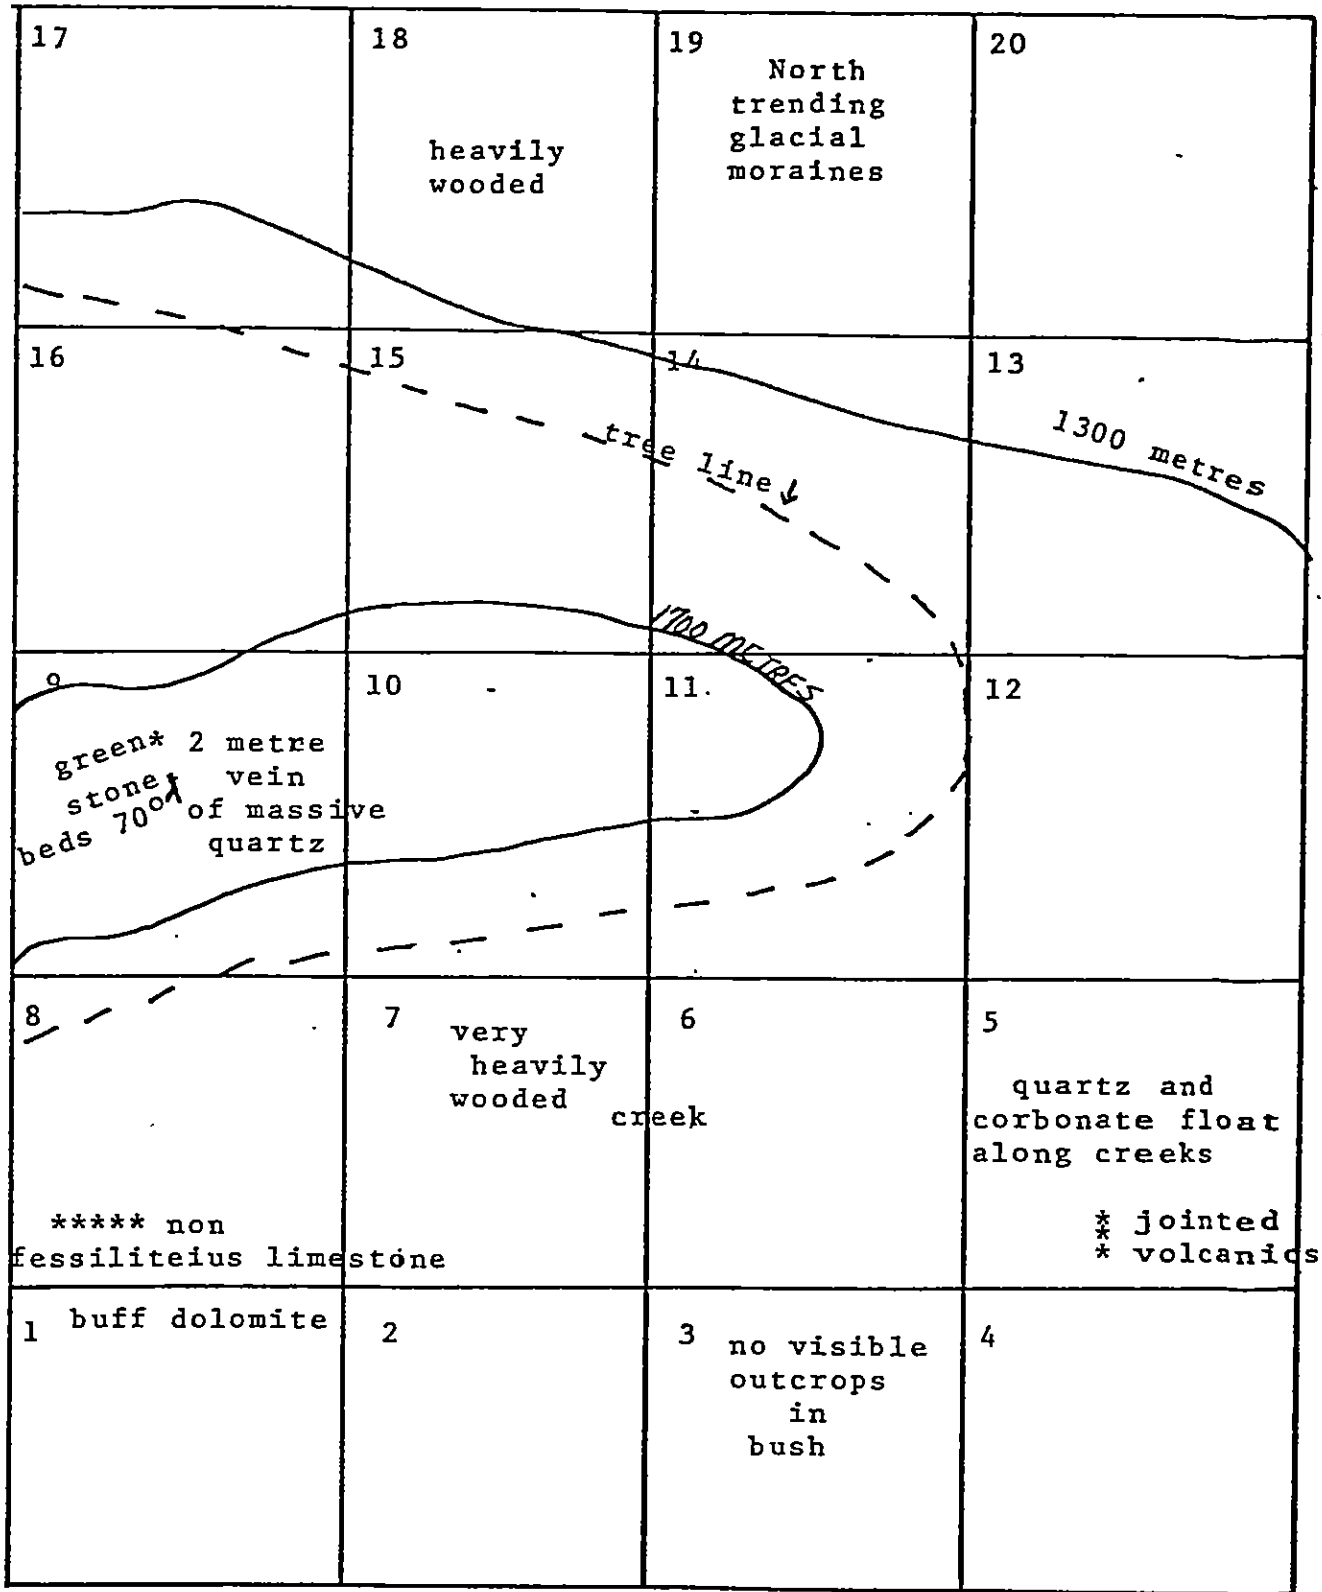 17
18
19
20
North
trending
glacial
moraines
heavily
wooded
16
15
14
13
1300 metres
tree line
1700 METRES
9
10
11.
12
green* 2 metre
stone vein
beds 70° of massive
quartz
8
7
6
5
very
heavily
wooded
creek
quartz and
corbonate float
along creeks
***** non
fessiliteius limestone
* jointed
*
* volcanics
1
buff dolomite
2
3
4
no visible
outcrops
in
bush